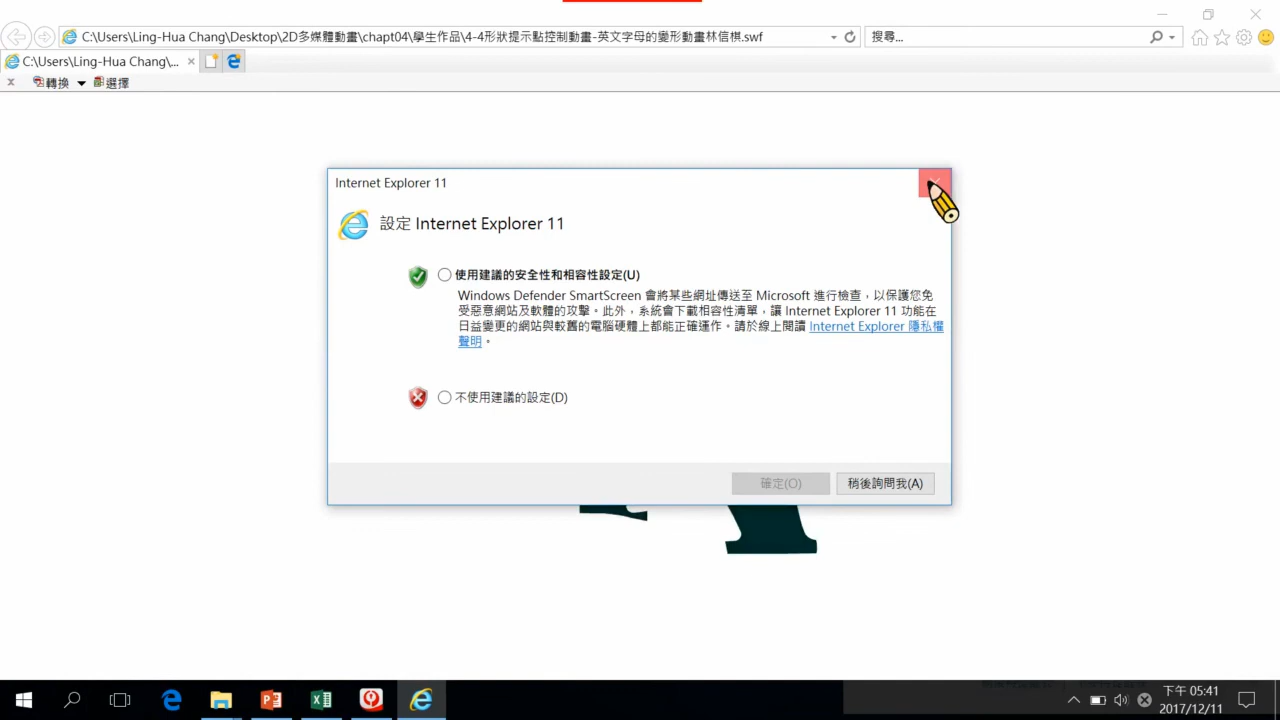 C:\Users\Ling-Hua Chang\Desktop\2D多媒體動畫\chapt04\學生作品\4-4形狀提示點控制動畫-英文字母的變形動畫林信棋.swf
搜尋...
C:\Users\Ling-Hua Chang\...
轉換
選擇
Internet Explorer 11
設定 Internet Explorer 11
使用建議的安全性和相容性設定(U)
Windows Defender SmartScreen 會將某些網址傳送至 Microsoft 進行檢查，以保護您免
受惡意網站及軟體的攻擊。此外，系統會下載相容性清單，讓 Internet Explorer 11 功能在
日益變更的網站與較舊的電腦硬體上都能正確運作。請於線上閱讀 Internet Explorer 隱私權
聲明。
不使用建議的設定(D)
確定(O)
稍後詢問我(A)
下午 05:41
2017/12/11